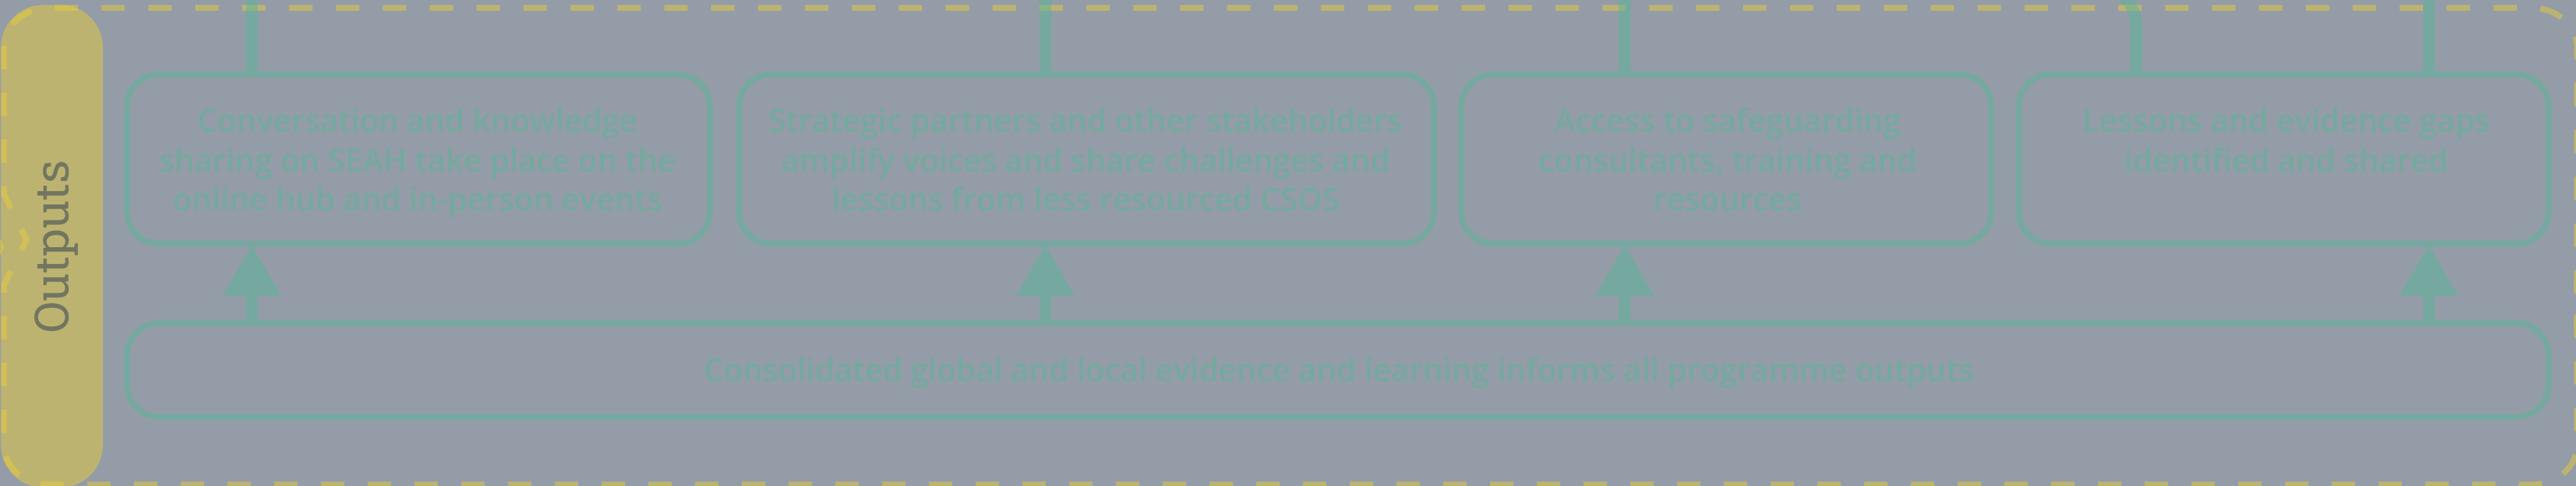 Outputs
Conversation and knowledge
sharing on SEAH take place on the
online hub and in-person events
Strategic partners and other stakeholders
amplify voices and share challenges and
lessons from less resourced CSOS
Access to safeguarding
consultants, training and
resources
Lessons and evidence gaps
identified and shared
Consolidated global and local evidence and learning informs all programme outputs